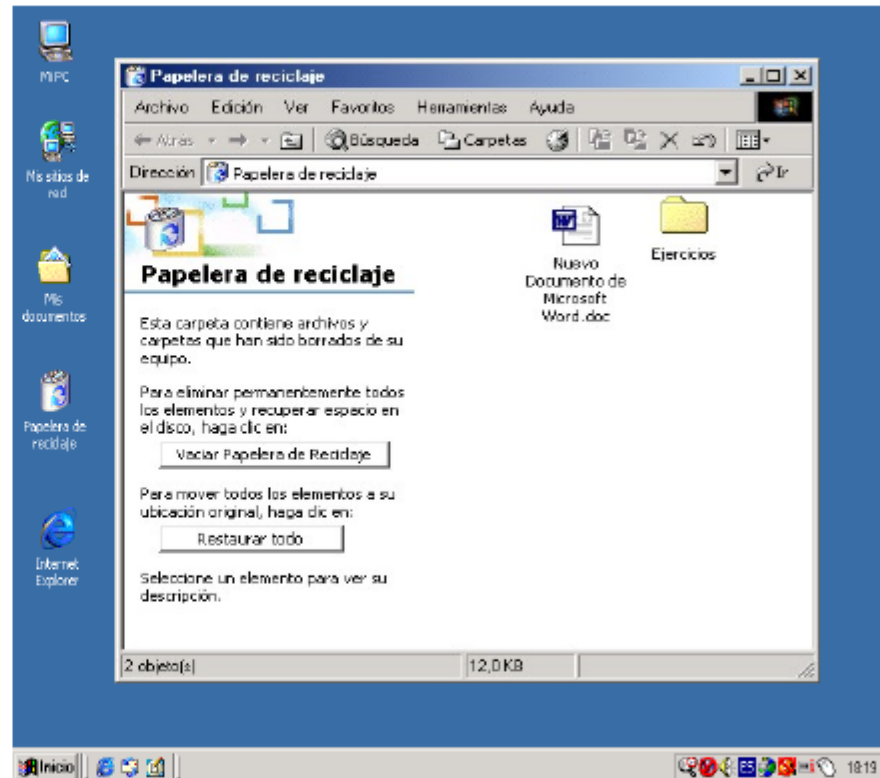 Mi PC
Mis sitios de
red
Mis
documentos
Papelera de
reciclaje
Internet
Explorer
Papelera de reciclaje
Archivo Edición Ver Favoritos Herramientas Ayuda
Atrás Búsqueda Carpetas
Dirección Papelera de reciclaje Ir
Papelera de reciclaje
Esta carpeta contiene archivos y
carpetas que han sido borrados de su
equipo.
Para eliminar permanentemente todos
los elementos y recuperar espacio en
el disco, haga clic en:
Vaciar Papelera de Reciclaje
Para mover todos los elementos a su
ubicación original, haga clic en:
Restaurar todo
Seleccione un elemento para ver su
descripción.
Nuevo
Documento de
Microsoft
Word.doc
Ejercicios
2 objeto(s) 12,0 KB
Inicio ES 18:19